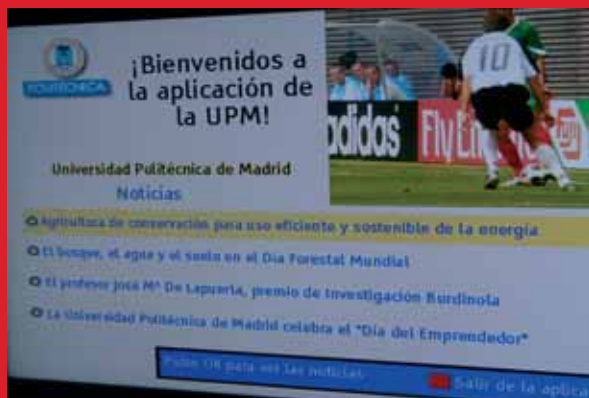 POLITÉCNICA
¡Bienvenidos a
la aplicación de
la UPM!
10
adidas
Fly Em
Universidad Politécnica de Madrid
Noticias
Agricultura de conservación para uso eficiente y sostenible de la energía
El bosque, el agua y el suelo en el Día Forestal Mundial
El profesor José Mª De Lapuerta, premio de Investigación Burdinola
La Universidad Politécnica de Madrid celebra el "Día del Emprendedor"
Pulse OK para ver las noticias
Salir de la aplica